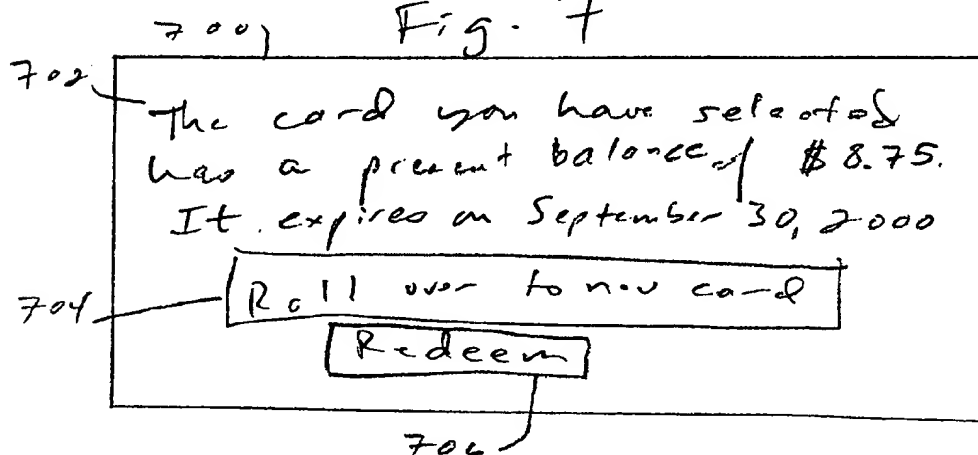 Fig. 7
700
702
The card you have selected
has a present balance of $8.75.
It expires on September 30, 2000
704
Roll over to new card
Redeem
706